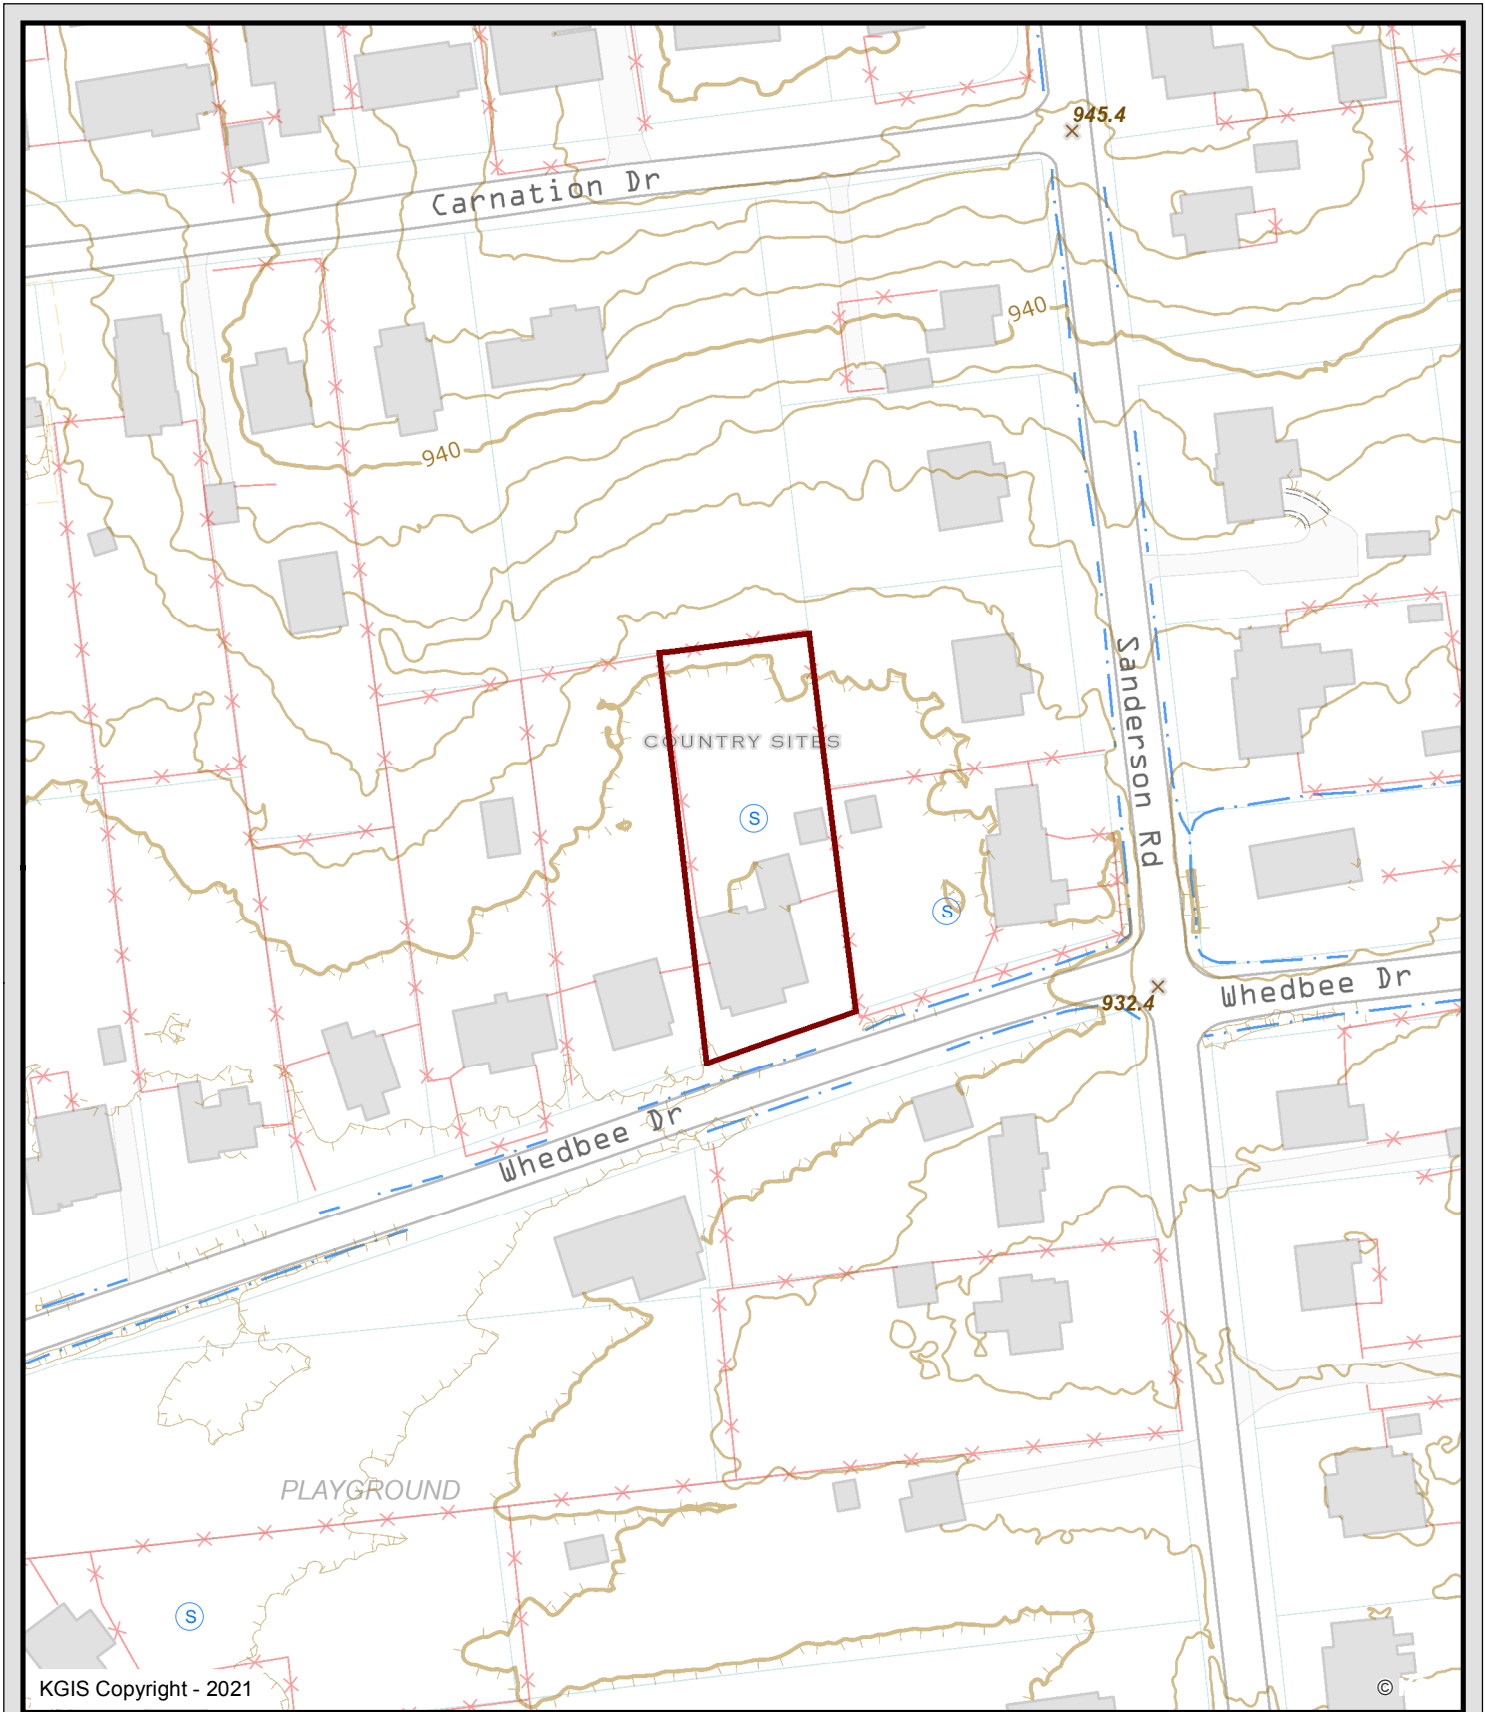 945.4
Carnation Dr
940
940
Sanderson Rd
COUNTRY SITES
S
S
932.4
Whedbee Dr
Whedbee Dr
PLAYGROUND
S
KGIS Copyright - 2021
©